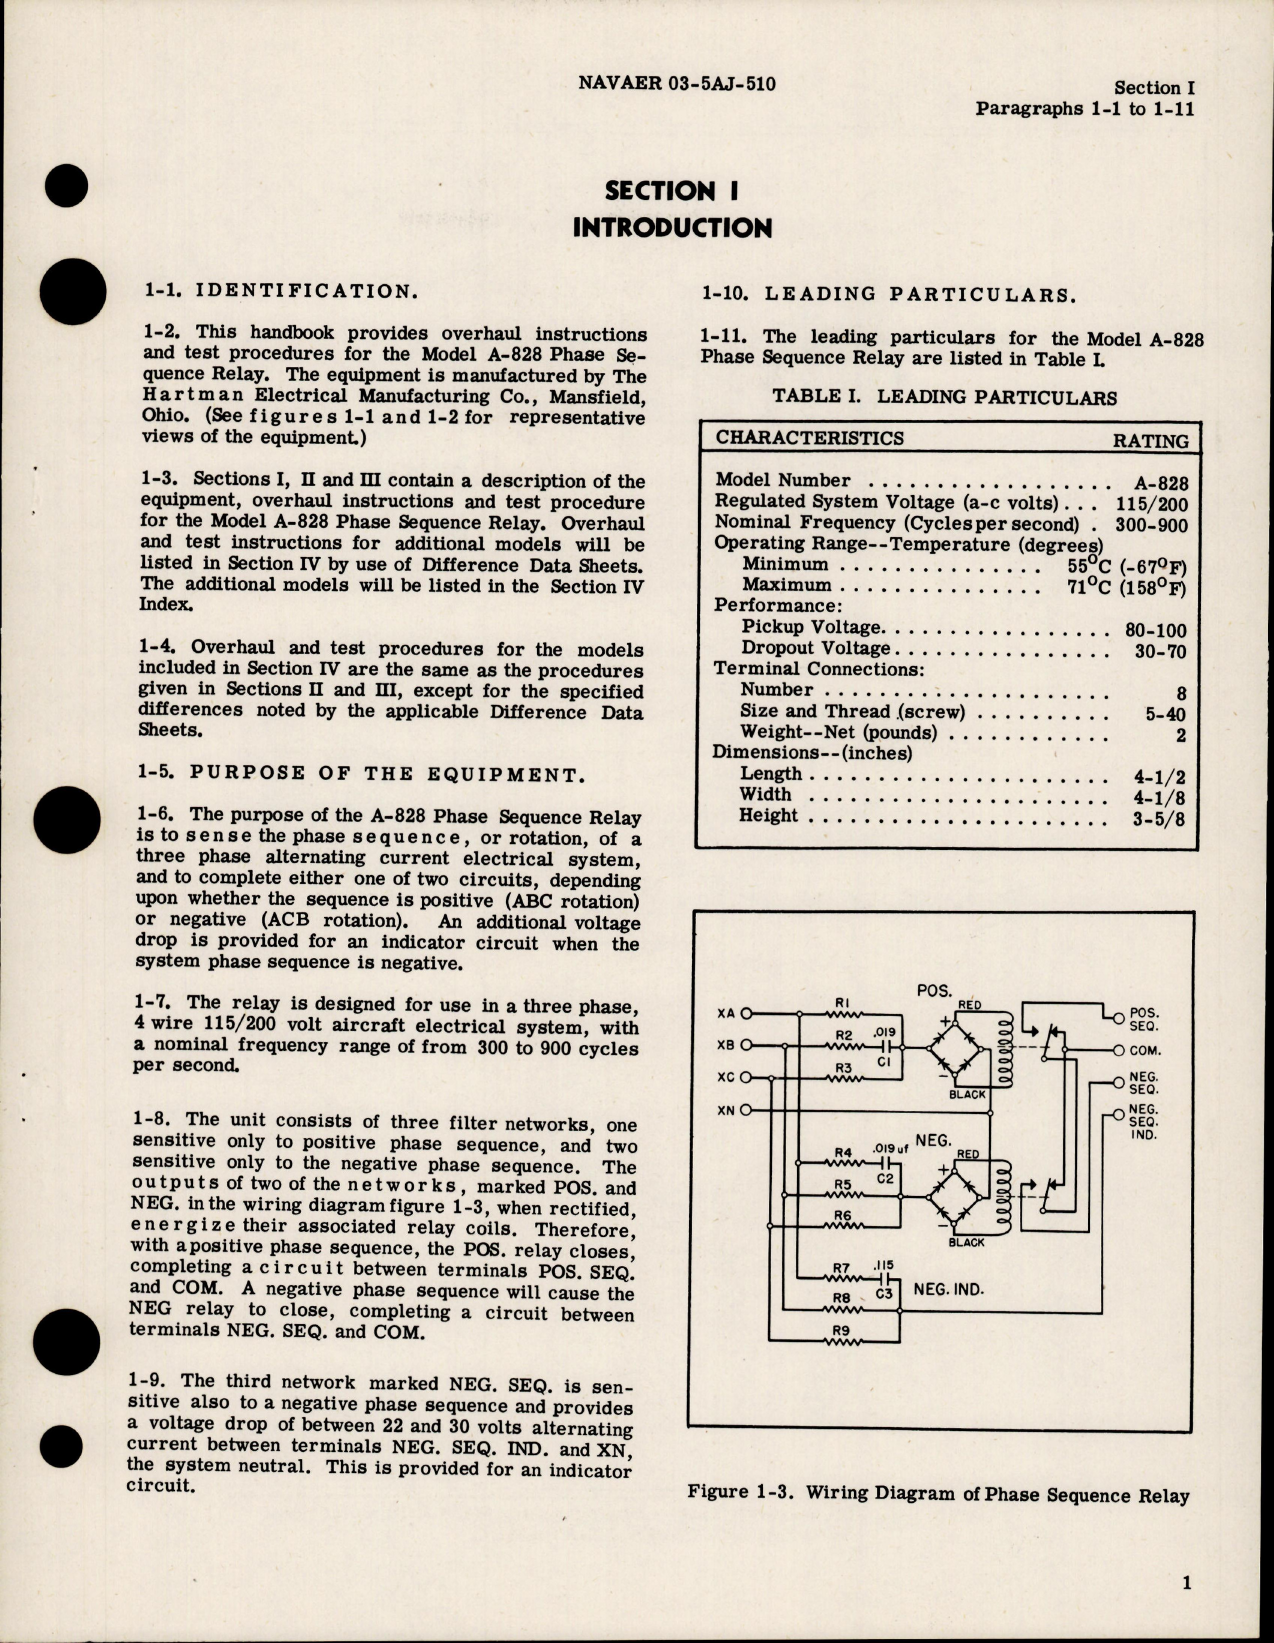 NAVAER 03-5AJ-510
Section I
Paragraphs 1-1 to 1-11
SECTION I
INTRODUCTION
1-1. IDENTIFICATION.
1-2. This handbook provides overhaul instructions
and test procedures for the Model A-828 Phase Se-
quence Relay. The equipment is manufactured by The
Hartman Electrical Manufacturing Co., Mansfield,
Ohio. (See figures 1-1 and 1-2 for representative
views of the equipment.)
1-3. Sections I, II and III contain a description of the
equipment, overhaul instructions and test procedure
for the Model A-828 Phase Sequence Relay. Overhaul
and test instructions for additional models will be
listed in Section IV by use of Difference Data Sheets.
The additional models will be listed in the Section IV
Index.
1-4. Overhaul and test procedures for the models
included in Section IV are the same as the procedures
given in Sections II and III, except for the specified
differences noted by the applicable Difference Data
Sheets.
1-5. PURPOSE OF THE EQUIPMENT.
1-6. The purpose of the A-828 Phase Sequence Relay
is to sense the phase sequence, or rotation, of a
three phase alternating current electrical system,
and to complete either one of two circuits, depending
upon whether the sequence is positive (ABC rotation)
or negative (ACB rotation). An additional voltage
drop is provided for an indicator circuit when the
system phase sequence is negative.
1-7. The relay is designed for use in a three phase,
4 wire 115/200 volt aircraft electrical system, with
a nominal frequency range of from 300 to 900 cycles
per second.
1-8. The unit consists of three filter networks, one
sensitive only to positive phase sequence, and two
sensitive only to the negative phase sequence. The
outputs of two of the networks, marked POS. and
NEG. in the wiring diagram figure 1-3, when rectified,
energize their associated relay coils. Therefore,
with a positive phase sequence, the POS. relay closes,
completing a circuit between terminals POS. SEQ.
and COM. A negative phase sequence will cause the
NEG relay to close, completing a circuit between
terminals NEG. SEQ. and COM.
1-9. The third network marked NEG. SEQ. is sen-
sitive also to a negative phase sequence and provides
a voltage drop of between 22 and 30 volts alternating
current between terminals NEG. SEQ. IND. and XN,
the system neutral. This is provided for an indicator
circuit.
1-10. LEADING PARTICULARS.
1-11. The leading particulars for the Model A-828
Phase Sequence Relay are listed in Table I.
TABLE I. LEADING PARTICULARS
CHARACTERISTICS RATING
Model Number . . . . . . . . . . . . . . . . . . A-828
Regulated System Voltage (a-c volts) . . . 115/200
Nominal Frequency (Cycles per second) . 300-900
Operating Range--Temperature (degrees)
Minimum . . . . . . . . . . . . . . . 55°C (-67°F)
Maximum . . . . . . . . . . . . . . . 71°C (158°F)
Performance:
Pickup Voltage. . . . . . . . . . . . . . . . . 80-100
Dropout Voltage . . . . . . . . . . . . . . . . 30-70
Terminal Connections:
Number . . . . . . . . . . . . . . . . . . . . . 8
Size and Thread (screw) . . . . . . . . . . 5-40
Weight--Net (pounds) . . . . . . . . . . . . 2
Dimensions--(inches)
Length . . . . . . . . . . . . . . . . . . . . . . 4-1/2
Width . . . . . . . . . . . . . . . . . . . . . . 4-1/8
Height . . . . . . . . . . . . . . . . . . . . . . 3-5/8
POS.
XA R1 RED POS.
SEQ.
XB R2 .019 + COM.
C1
XC R3 - NEG.
SEQ.
BLACK
XN NEG.
SEQ.
IND.
NEG.
R4 .019 uf RED
C2 +
R5
R6 -
BLACK
R7 .115
C3 NEG. IND.
R8
R9
Figure 1-3. Wiring Diagram of Phase Sequence Relay
1